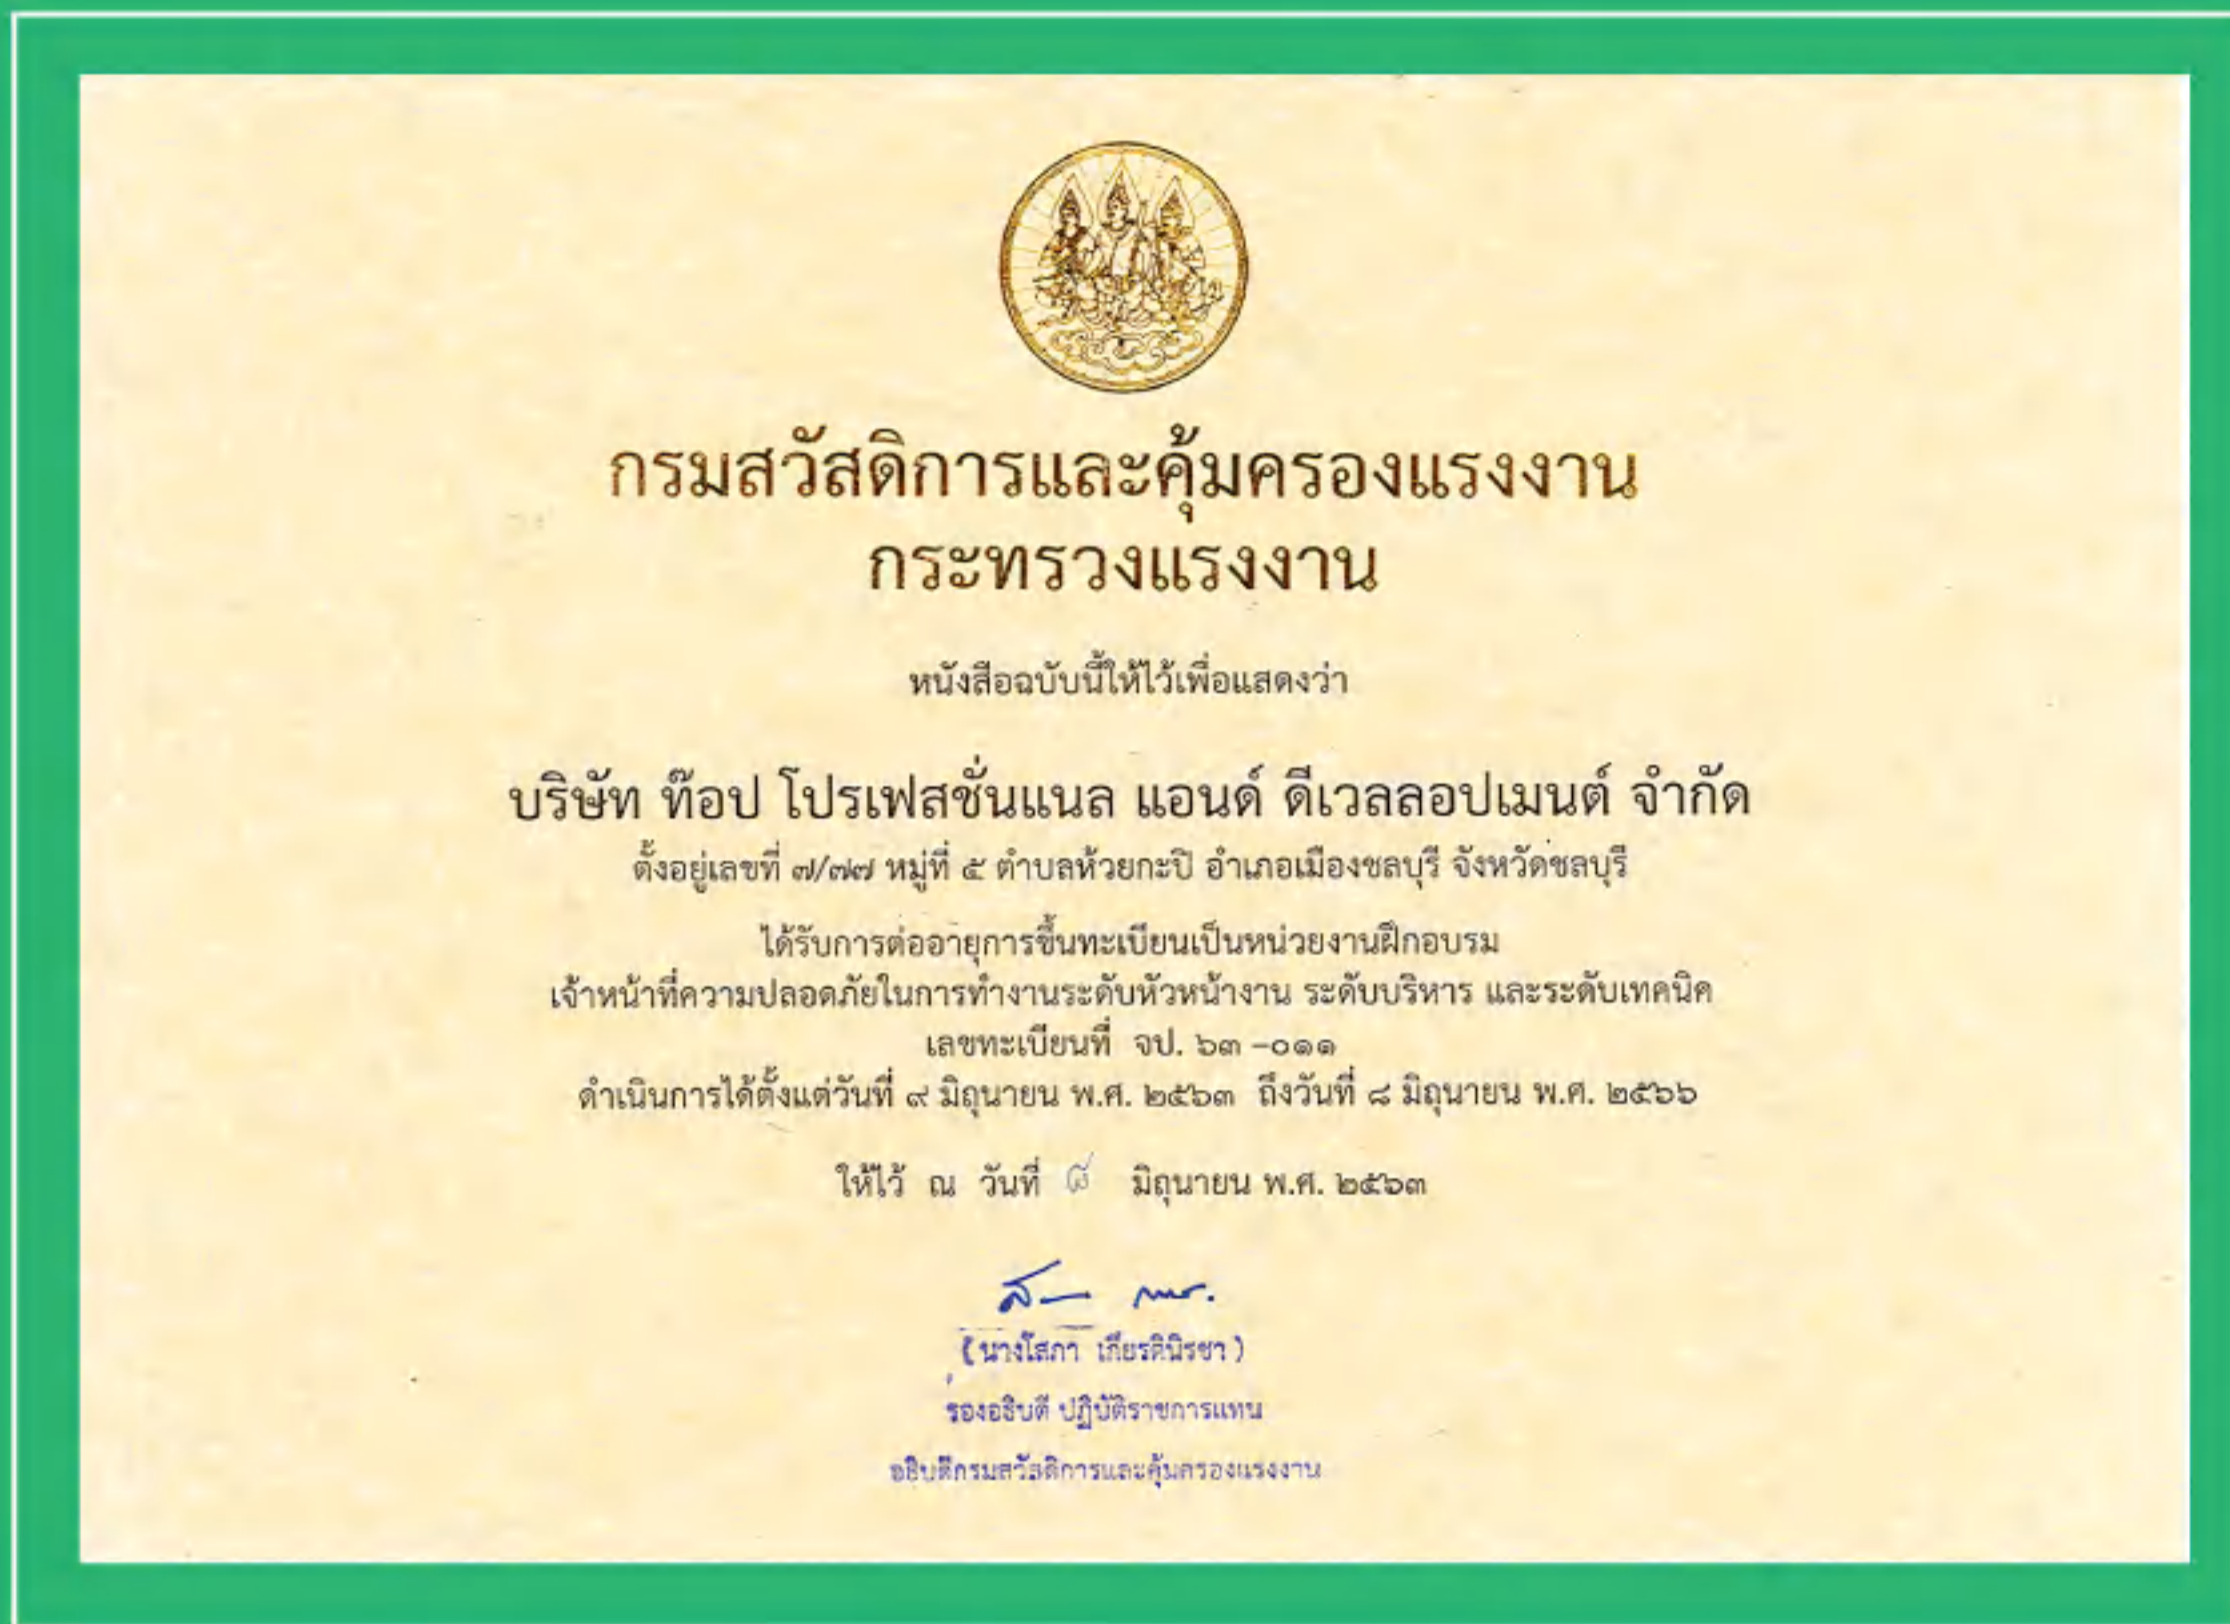 กรมสวัสดิการและคุ้มครองแรงงาน
กระทรวงแรงงาน
หนังสือฉบับนี้ให้ไว้เพื่อแสดงว่า
บริษัท ท๊อป โปรเฟสชั่นแนล แอนด์ ดีเวลลอปเมนต์ จำกัด
ตั้งอยู่เลขที่ ๗/๗๗ หมู่ที่ ๕ ตำบลห้วยกะปิ อำเภอเมืองชลบุรี จังหวัดชลบุรี
ได้รับการต่ออายุการขึ้นทะเบียนเป็นหน่วยงานฝึกอบรม
เจ้าหน้าที่ความปลอดภัยในการทำงานระดับหัวหน้างาน ระดับบริหาร และระดับเทคนิค
เลขทะเบียนที่ จป. ๖๓ -๐๑๑
ดำเนินการได้ตั้งแต่วันที่ ๙ มิถุนายน พ.ศ. ๒๕๖๓ ถึงวันที่ ๘ มิถุนายน พ.ศ. ๒๕๖๖
ให้ไว้ ณ วันที่ ๘ มิถุนายน พ.ศ. ๒๕๖๓
(นางโสภา เกียรตินิรชา)
รองอธิบดี ปฏิบัติราชการแทน
อธิบดีกรมสวัสดิการและคุ้มครองแรงงาน